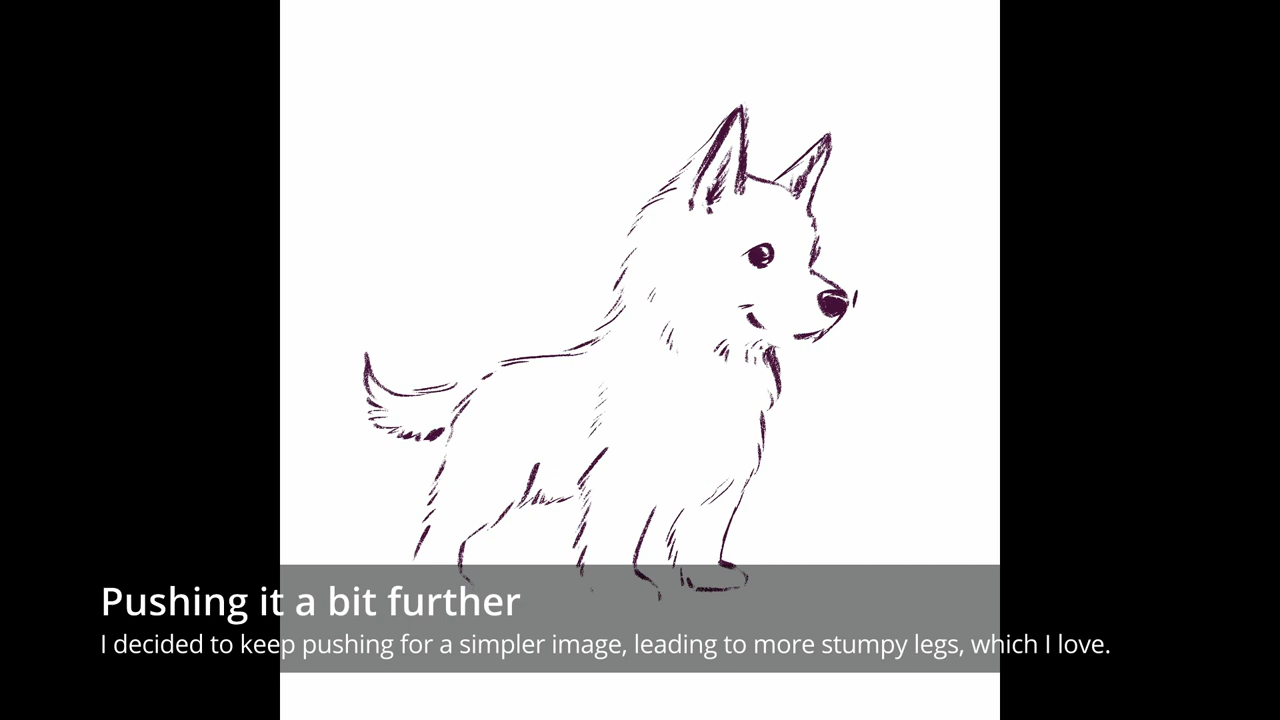 Pushing it a bit further
I decided to keep pushing for a simpler image, leading to more stumpy legs, which I love.